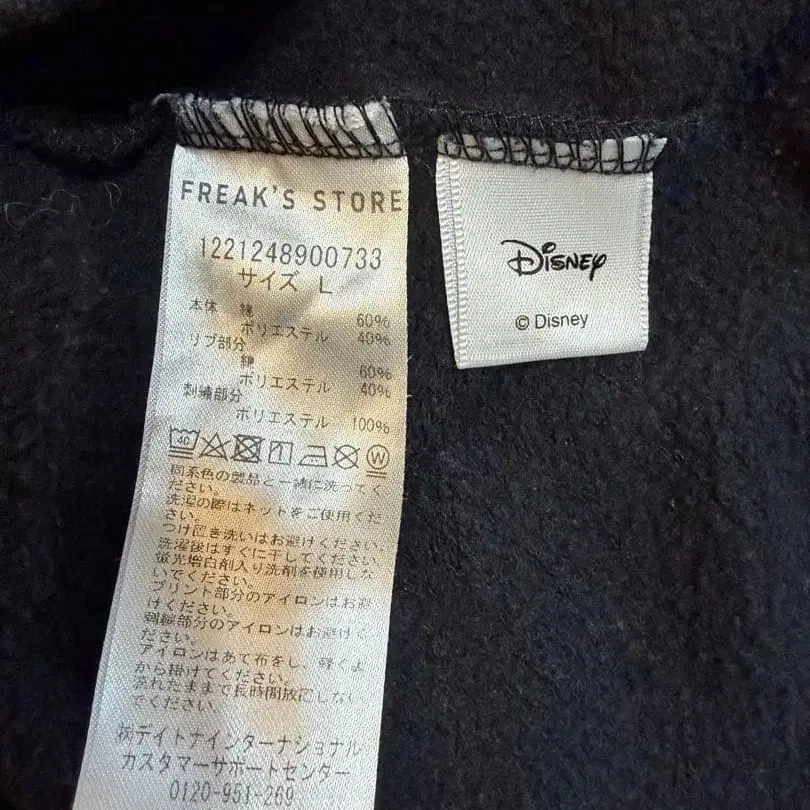 FREAK'S STORE
1221248900733
サイズ L
本体 綿 60%
ポリエステル 40%
リブ部分
綿 60%
ポリエステル 40%
刺繍部分
ポリエステル 100%
40
W
同系色の製品と一緒に洗ってく
ださい。
洗濯の際はネットをご使用くだ
さい。
つけ置き洗いはお避けください。
洗濯後はすぐに干してください。
蛍光増白剤入り洗剤を使用しな
いでください。
プリント部分のアイロンはお避
けください。
刺繍部分のアイロンはお避けく
ださい。
アイロンはあて布をし、軽くよ
から掛けてください。
濡れたままで長時間放置しない
でください。
㈱デイトナインターナショナル
カスタマーサポートセンター
0120-951-269
Disney
© Disney